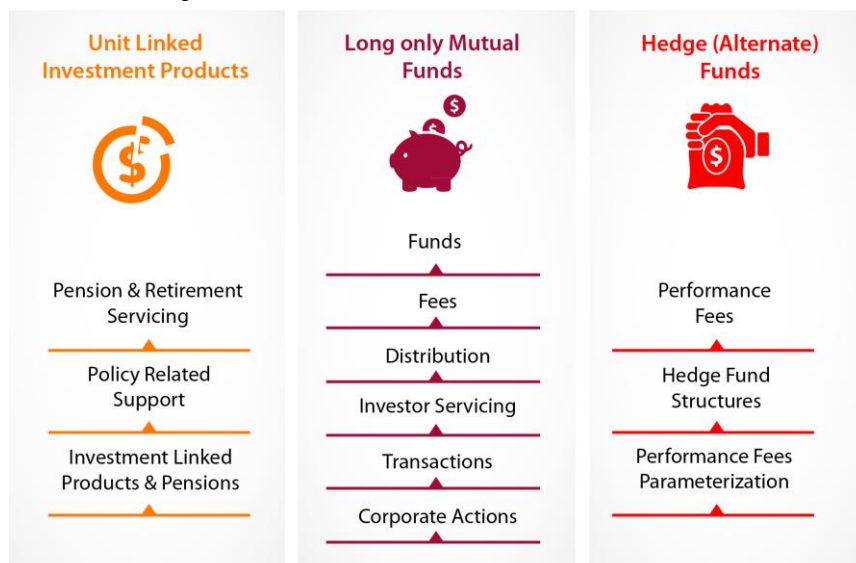 Unit Linked
Investment Products
$
Pension & Retirement
Servicing
Policy Related
Support
Investment Linked
Products & Pensions
Long only Mutual
Funds
$
$
Funds
Fees
Distribution
Investor Servicing
Transactions
Corporate Actions
Hedge (Alternate)
Funds
$
Performance
Fees
Hedge Fund
Structures
Performance Fees
Parameterization